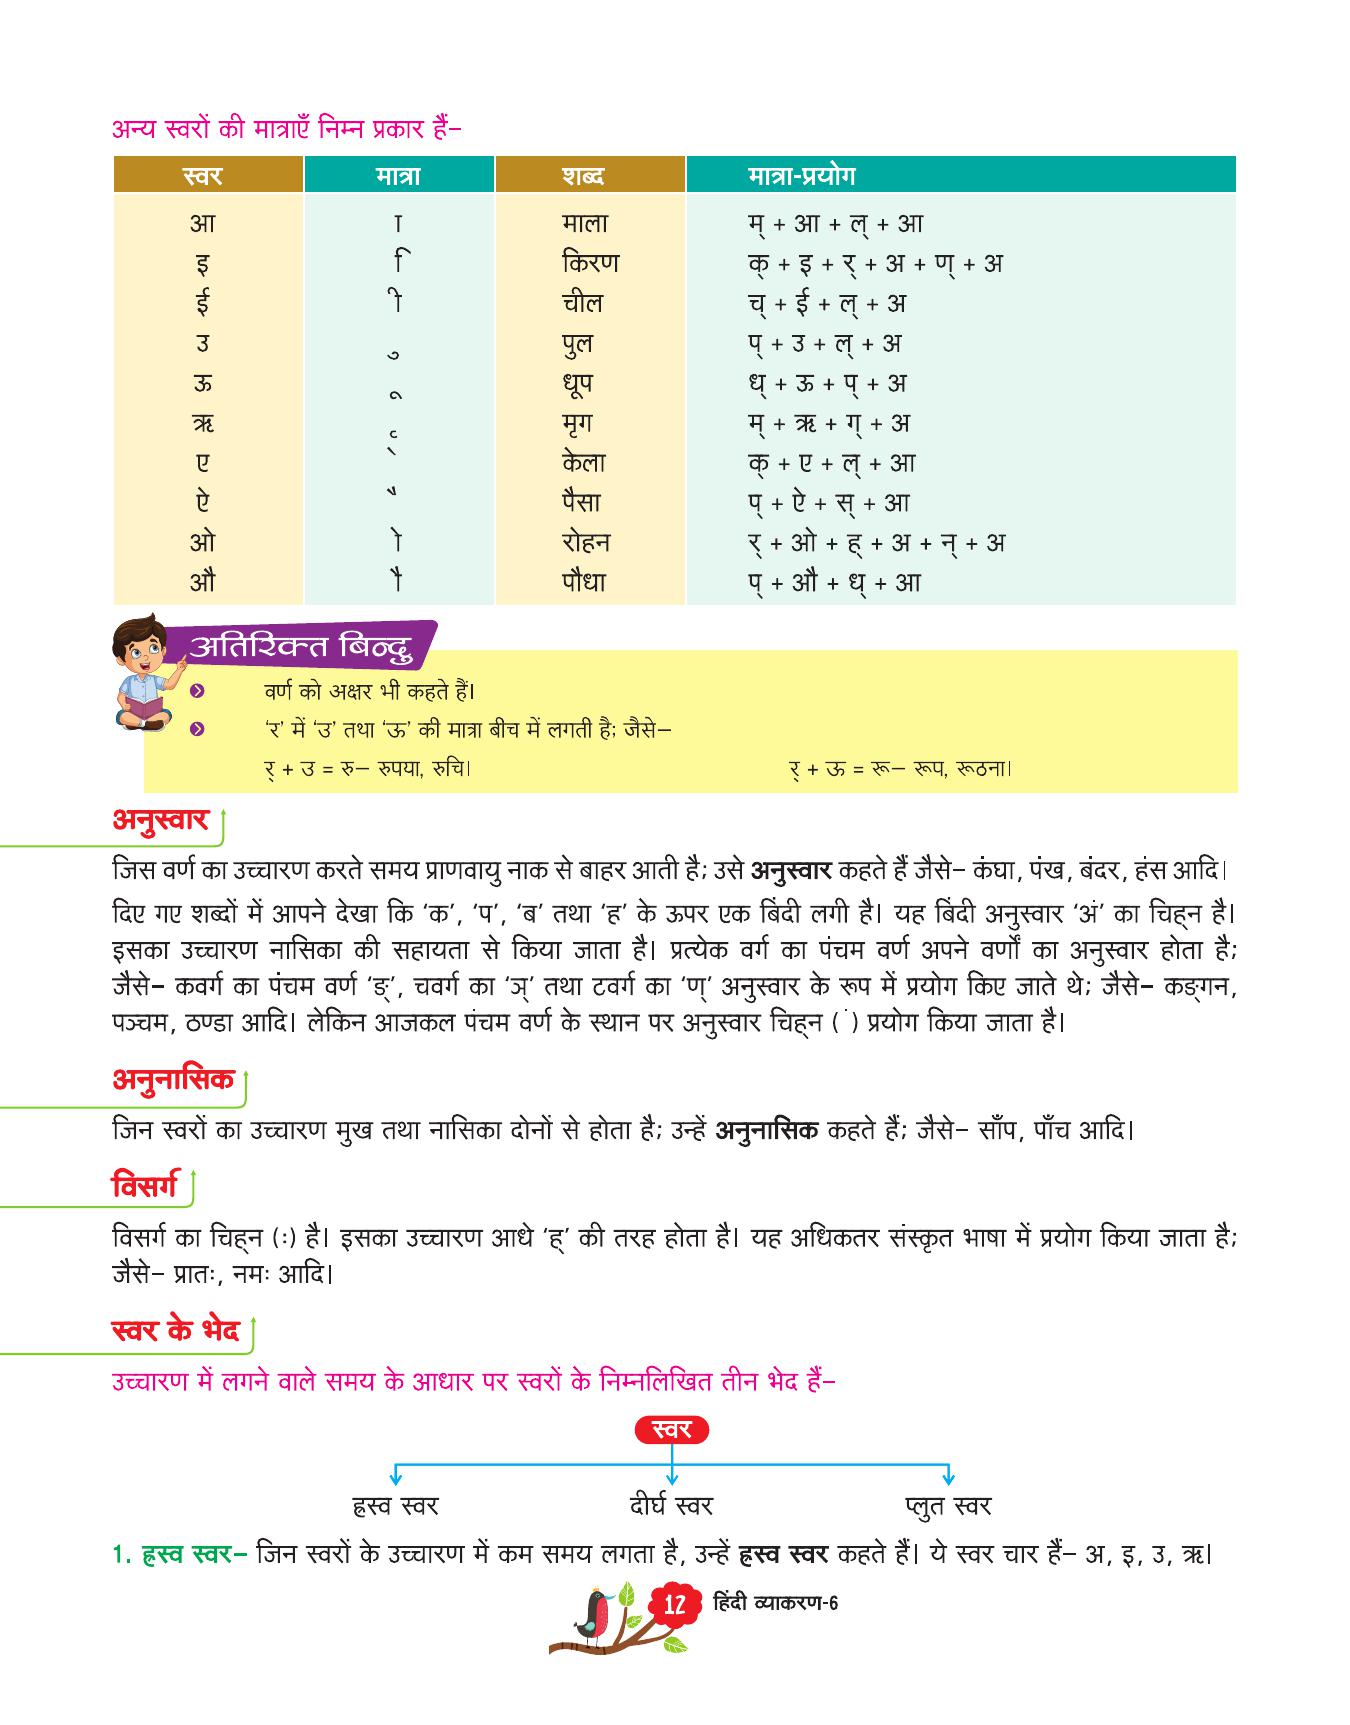 अन्य स्वरों की मात्राएँ निम्न प्रकार हैं–
स्वर मात्रा शब्द मात्रा-प्रयोग
आ ा माला म् + आ + ल् + आ
इ ि किरण क् + इ + र् + अ + ण् + अ
ई ी चील च् + ई + ल् + अ
उ ु पुल प् + उ + ल् + अ
ऊ ू धूप ध् + ऊ + प् + अ
ऋ ृ मृग म् + ऋ + ग् + अ
ए े केला क् + ए + ल् + आ
ऐ ै पैसा प् + ऐ + स् + आ
ओ ो रोहन र् + ओ + ह् + अ + न् + अ
औ ौ पौधा प् + औ + ध् + आ
अतिरिक्त बिन्दु
वर्ण को अक्षर भी कहते हैं।
‘र’ में ‘उ’ तथा ‘ऊ’ की मात्रा बीच में लगती है; जैसे–
र् + उ = रु– रुपया, रुचि। र् + ऊ = रू– रूप, रूठना।
अनुस्वार
जिस वर्ण का उच्चारण करते समय प्राणवायु नाक से बाहर आती है; उसे अनुस्वार कहते हैं जैसे– कंघा, पंख, बंदर, हंस आदि।
दिए गए शब्दों में आपने देखा कि ‘क’, ‘प’, ‘ब’ तथा ‘ह’ के ऊपर एक बिंदी लगी है। यह बिंदी अनुस्वार ‘अं’ का चिह्न है।
इसका उच्चारण नासिका की सहायता से किया जाता है। प्रत्येक वर्ग का पंचम वर्ण अपने वर्णों का अनुस्वार होता है;
जैसे– कवर्ग का पंचम वर्ण ‘ङ्’, चवर्ग का ‘ञ्’ तथा टवर्ग का ‘ण्’ अनुस्वार के रूप में प्रयोग किए जाते थे; जैसे– कङ्गन,
पञ्चम, ठण्डा आदि। लेकिन आजकल पंचम वर्ण के स्थान पर अनुस्वार चिह्न ( ं) प्रयोग किया जाता है।
अनुनासिक
जिन स्वरों का उच्चारण मुख तथा नासिका दोनों से होता है; उन्हें अनुनासिक कहते हैं; जैसे– साँप, पाँच आदि।
विसर्ग
विसर्ग का चिह्न (ः) है। इसका उच्चारण आधे ‘ह्’ की तरह होता है। यह अधिकतर संस्कृत भाषा में प्रयोग किया जाता है;
जैसे– प्रातः, नमः आदि।
स्वर के भेद
उच्चारण में लगने वाले समय के आधार पर स्वरों के निम्नलिखित तीन भेद हैं–
स्वर
ह्रस्व स्वर दीर्घ स्वर प्लुत स्वर
1. ह्रस्व स्वर– जिन स्वरों के उच्चारण में कम समय लगता है, उन्हें ह्रस्व स्वर कहते हैं। ये स्वर चार हैं– अ, इ, उ, ऋ।
12 हिंदी व्याकरण-6